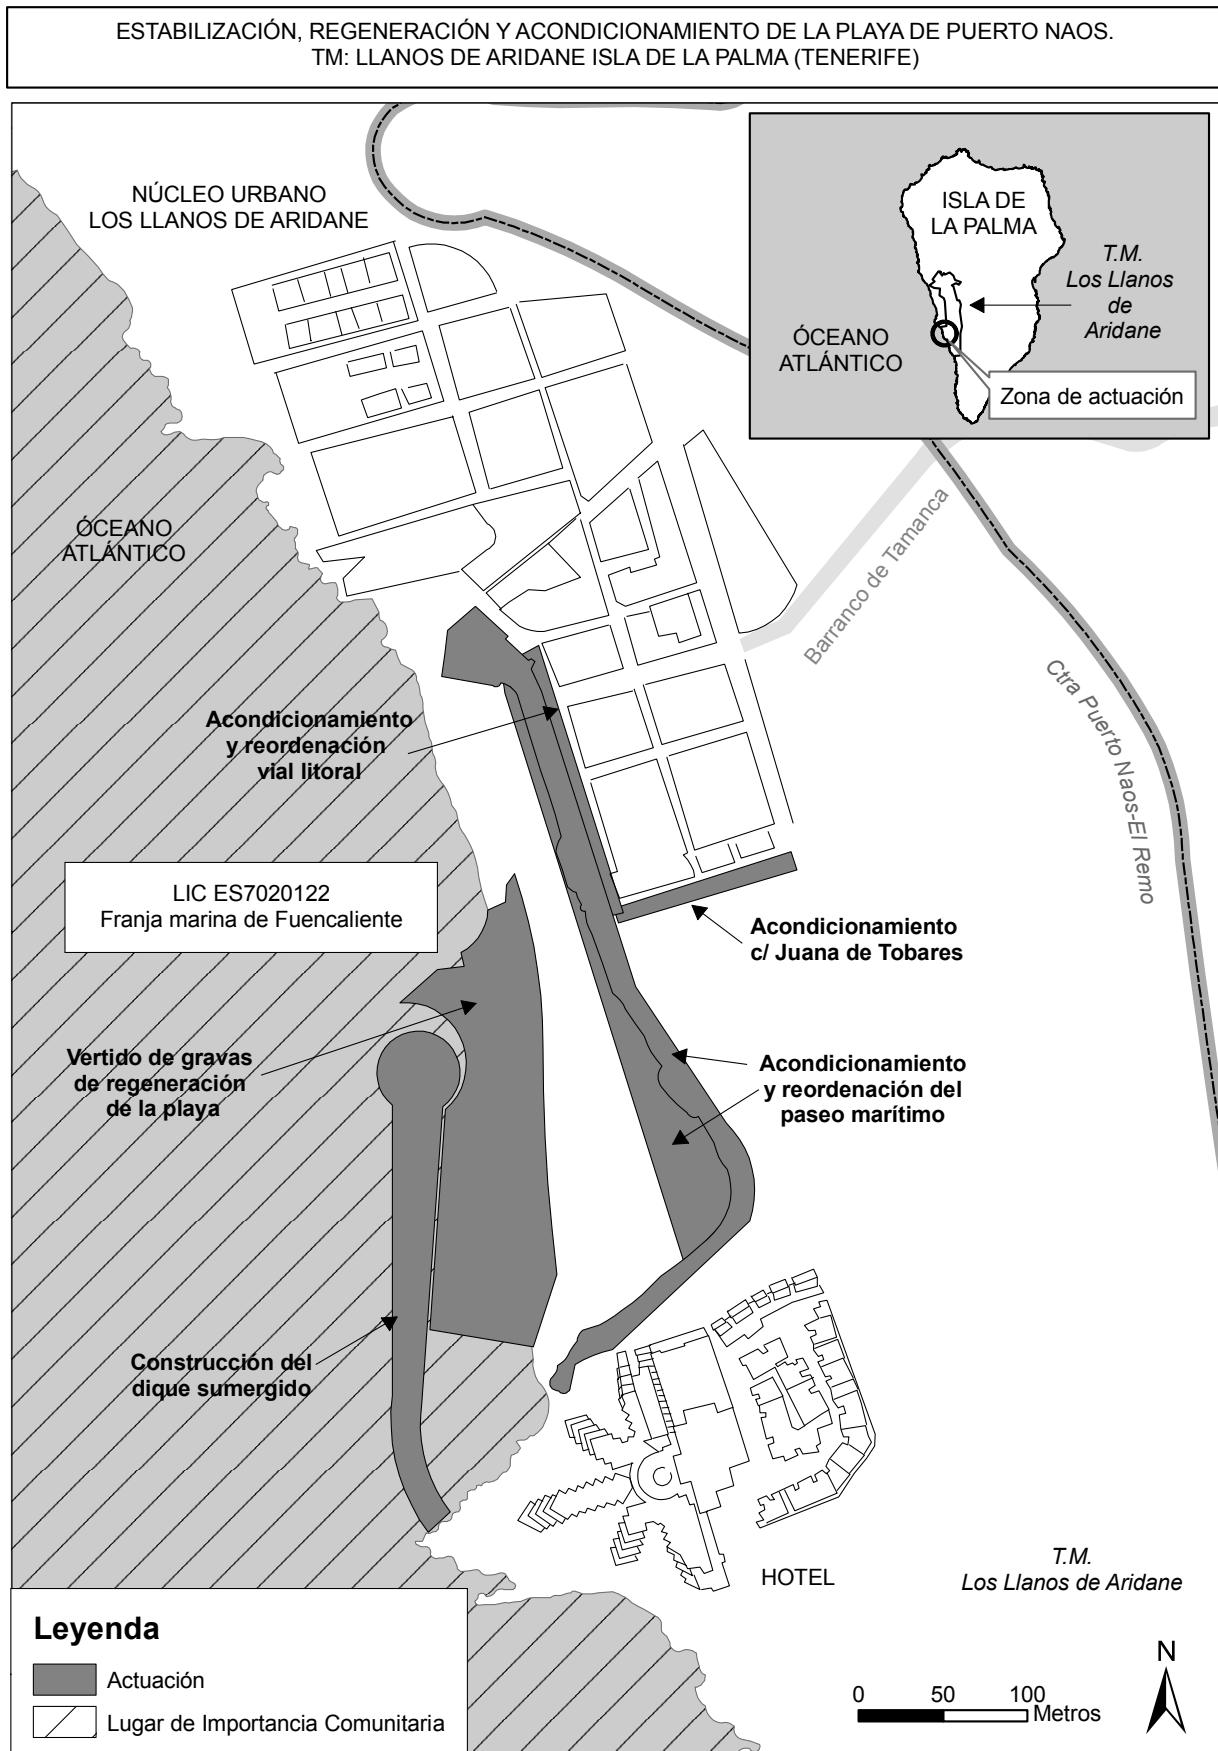 ESTABILIZACIÓN, REGENERACIÓN Y ACONDICIONAMIENTO DE LA PLAYA DE PUERTO NAOS.
TM: LLANOS DE ARIDANE ISLA DE LA PALMA (TENERIFE)
NÚCLEO URBANO
LOS LLANOS DE ARIDANE
ISLA DE
LA PALMA
T.M.
Los Llanos
de
Aridane
ÓCEANO
ATLÁNTICO
Zona de actuación
ÓCEANO
ATLÁNTICO
Barranco de Tamanca
Ctra Puerto Naos-El Remo
Acondicionamiento
y reordenación
vial litoral
LIC ES7020122
Franja marina de Fuencaliente
Acondicionamiento
c/ Juana de Tobares
Vertido de gravas
de regeneración
de la playa
Acondicionamiento
y reordenación del
paseo marítimo
Construcción del
dique sumergido
HOTEL
T.M.
Los Llanos de Aridane
Leyenda
Actuación
Lugar de Importancia Comunitaria
0 50 100
Metros
N